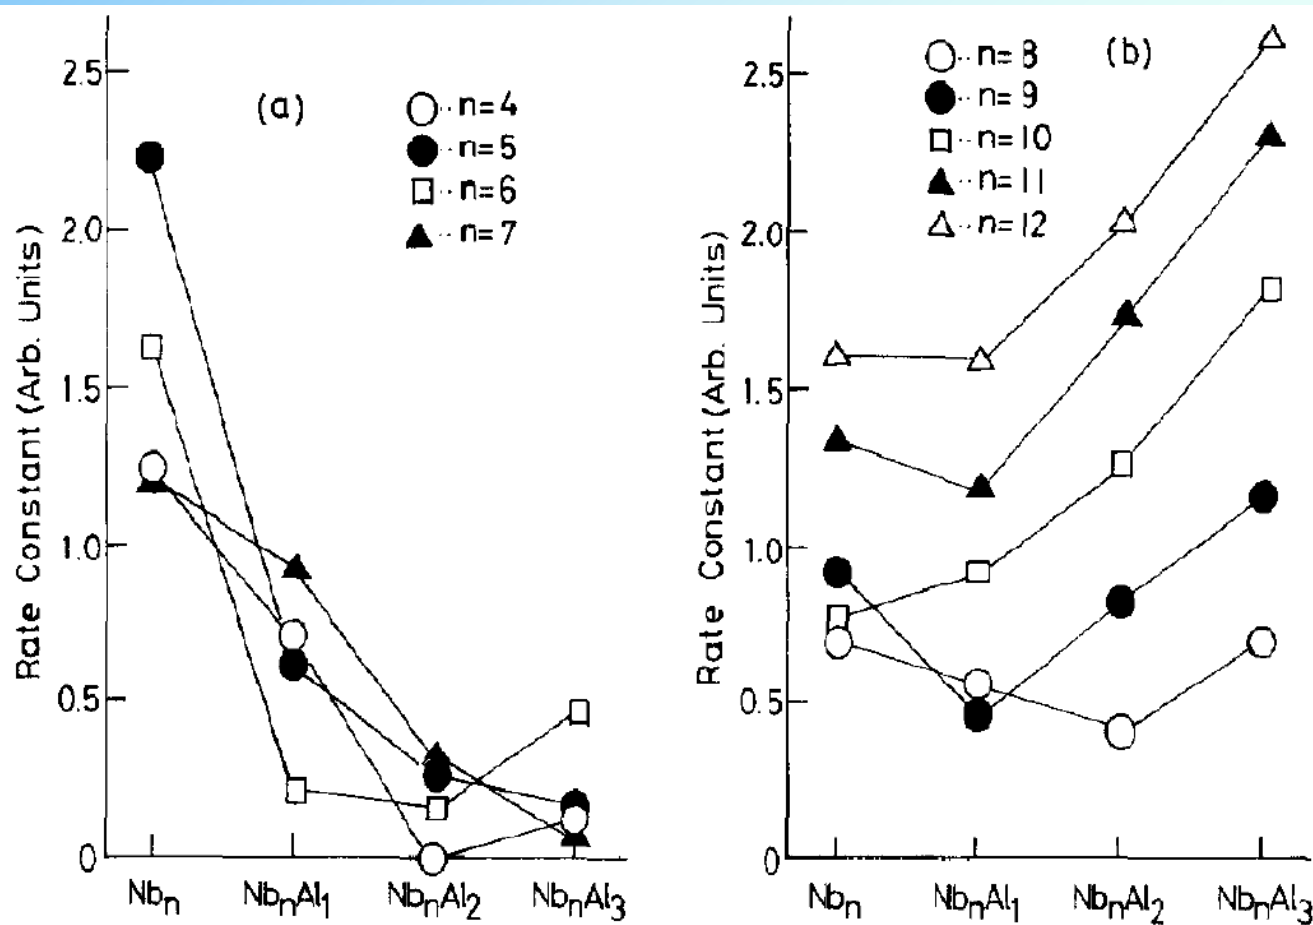 (a)
n=4
n=5
n=6
n=7
2.5
2.0
1.5
1.0
0.5
0
Rate Constant (Arb. Units)
Nbn NbnAl1 NbnAl2 NbnAl3
(b)
n=8
n=9
n=10
n=11
n=12
2.5
2.0
1.5
1.0
0.5
0
Rate Constant (Arb. Units)
Nbn NbnAl1 NbnAl2 NbnAl3